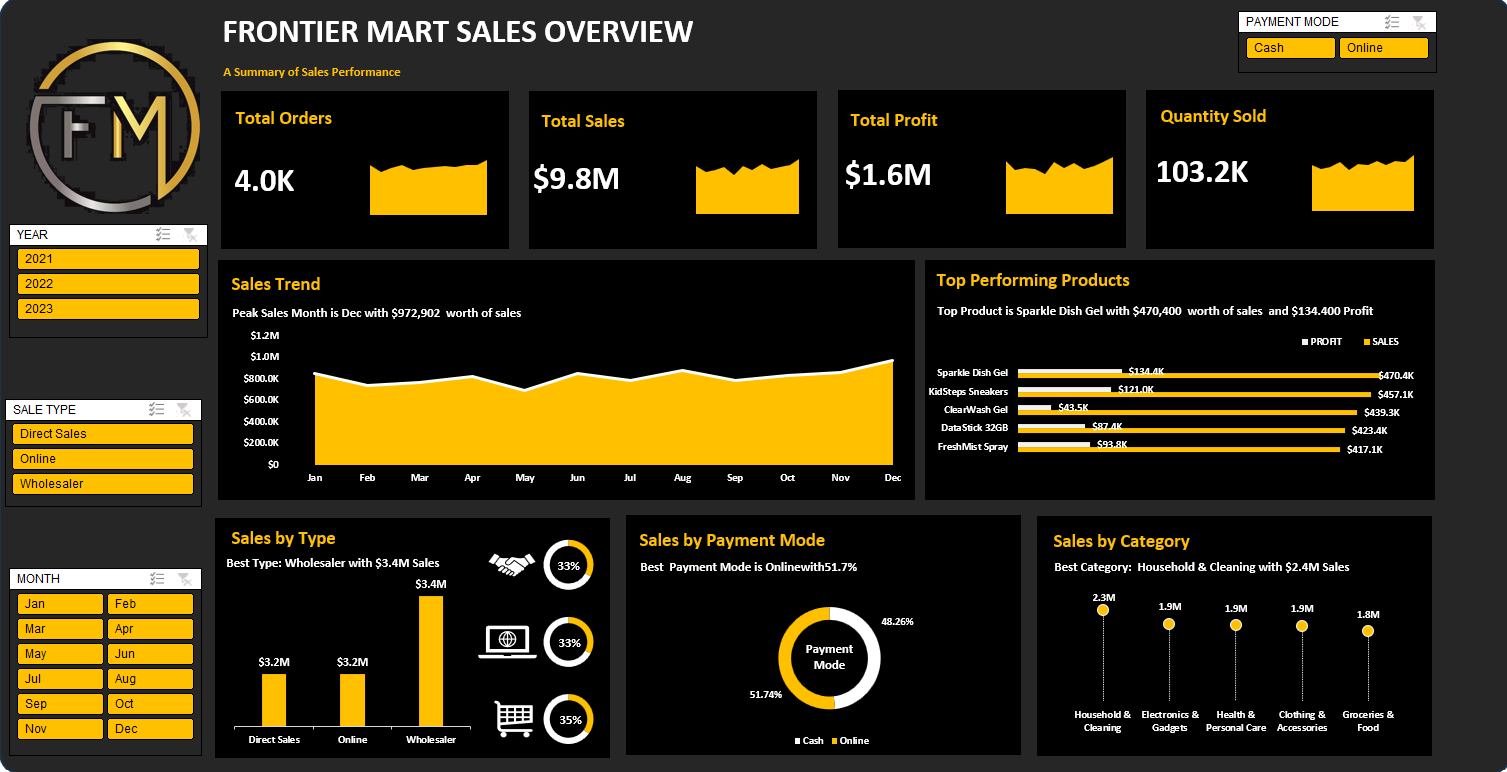 FRONTIER MART SALES OVERVIEW
A Summary of Sales Performance
PAYMENT MODE
Cash
Online
FM
YEAR
2021
2022
2023
SALE TYPE
Direct Sales
Online
Wholesaler
MONTH
Jan
Feb
Mar
Apr
May
Jun
Jul
Aug
Sep
Oct
Nov
Dec
Total Orders
4.0K
Total Sales
$9.8M
Total Profit
$1.6M
Quantity Sold
103.2K
Sales Trend
Peak Sales Month is Dec with $972,902 worth of sales
$1.2M
$1.0M
$800.0K
$600.0K
$400.0K
$200.0K
$0
Jan
Feb
Mar
Apr
May
Jun
Jul
Aug
Sep
Oct
Nov
Dec
Top Performing Products
Top Product is Sparkle Dish Gel with $470,400 worth of sales and $134.400 Profit
PROFIT
SALES
Sparkle Dish Gel
$134.4K
$470.4K
KidSteps Sneakers
$121.0K
$457.1K
ClearWash Gel
$43.5K
$439.3K
DataStick 32GB
$87.4K
$423.4K
FreshMist Spray
$93.8K
$417.1K
Sales by Type
Best Type: Wholesaler with $3.4M Sales
$3.2M
$3.2M
$3.4M
Direct Sales
Online
Wholesaler
33%
33%
35%
Sales by Payment Mode
Best Payment Mode is Onlinewith51.7%
48.26%
Payment
Mode
51.74%
Cash
Online
Sales by Category
Best Category: Household & Cleaning with $2.4M Sales
2.3M
1.9M
1.9M
1.9M
1.8M
Household &
Cleaning
Electronics &
Gadgets
Health &
Personal Care
Clothing &
Accessories
Groceries &
Food